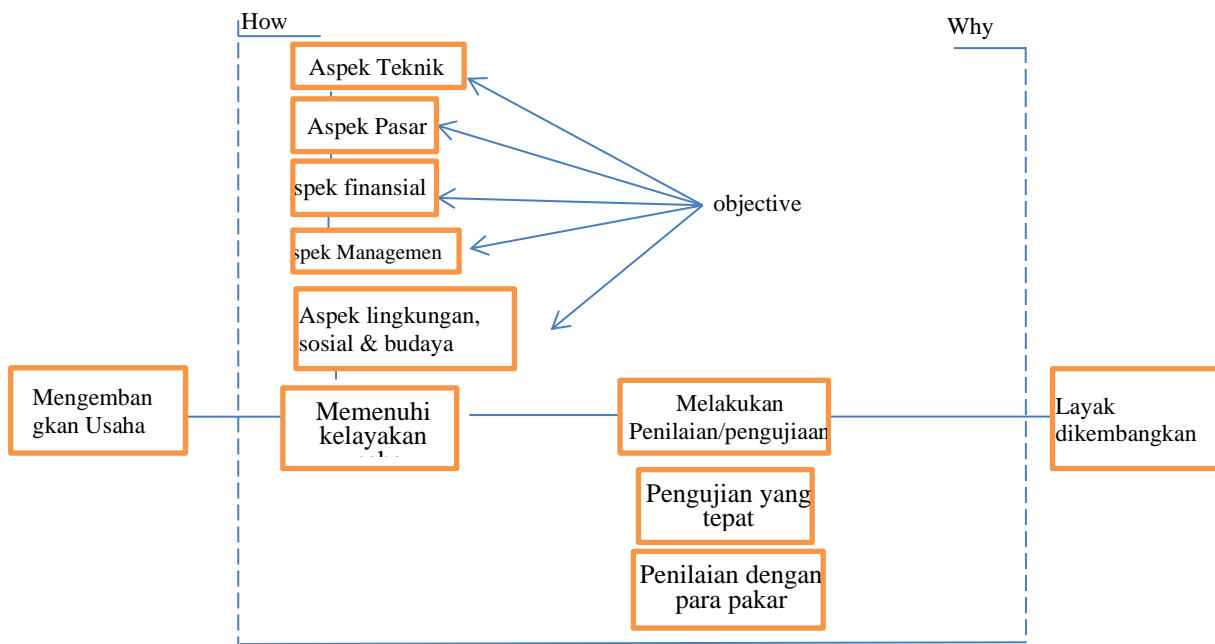 How
Why
Aspek Teknik
Aspek Pasar
spek finansial
spek Managemen
objective
Aspek lingkungan,
sosial & budaya
Mengemban
gkan Usaha
Memenuhi
kelayakan
Melakukan
Penilaian/pengujiaan
Layak
dikembangkan
Pengujian yang
tepat
Penilaian dengan
para pakar